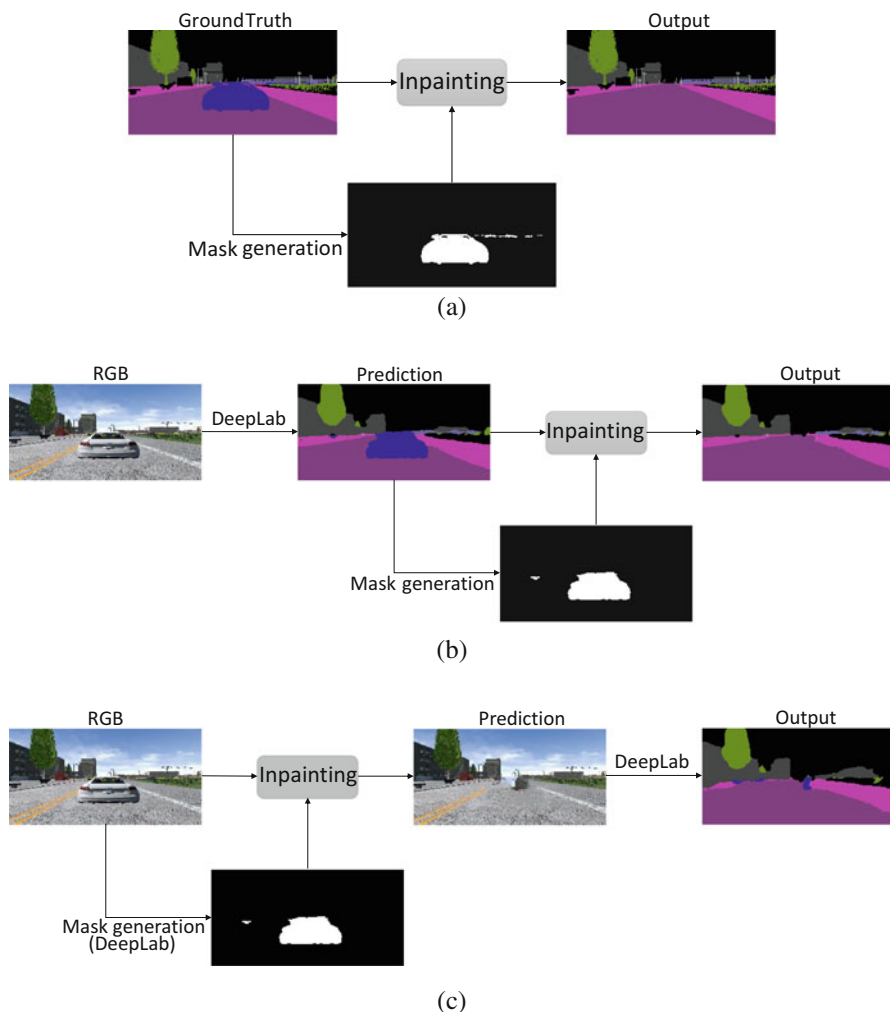 GroundTruth
Output
Inpainting
Mask generation
(a)
RGB
Prediction
Output
DeepLab
Inpainting
Mask generation
(b)
RGB
Prediction
Output
Inpainting
DeepLab
Mask generation
(DeepLab)
(c)